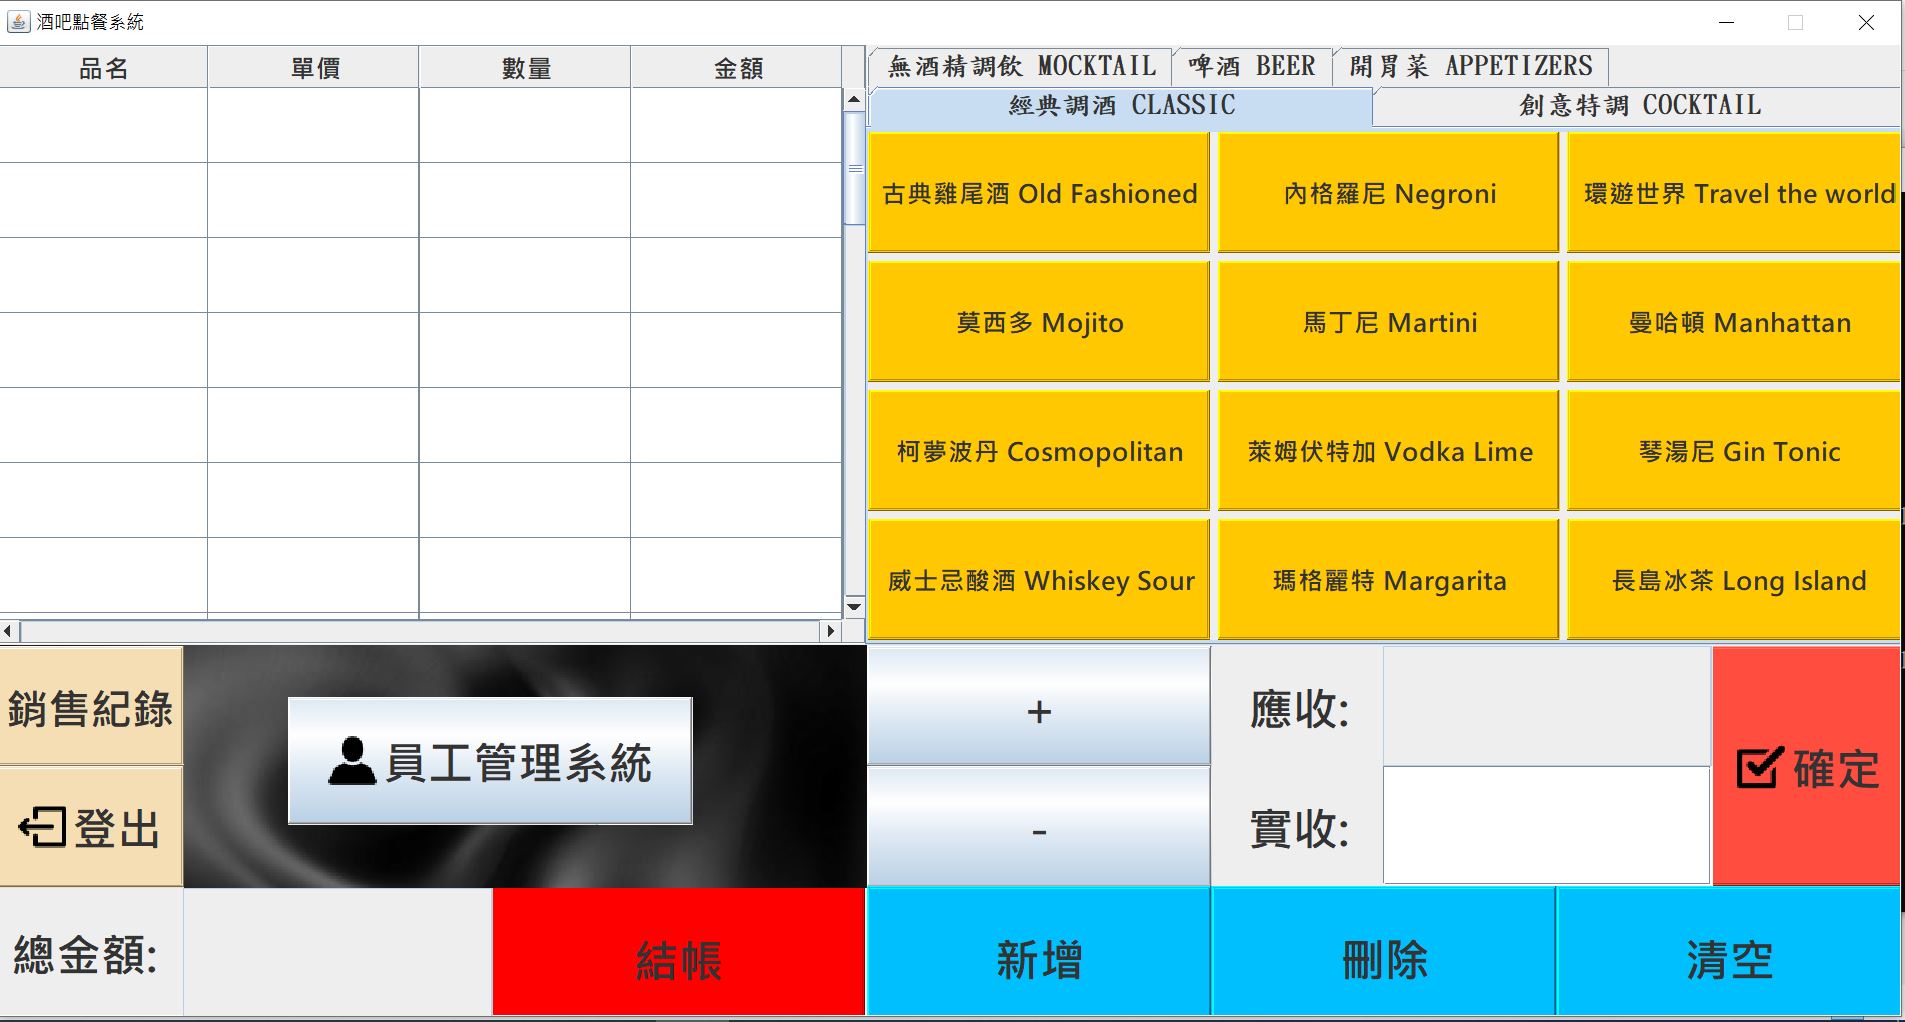 酒吧點餐系統
品名 單價 數量 金額
無酒精調飲 MOCKTAIL 啤酒 BEER 開胃菜 APPETIZERS
經典調酒 CLASSIC 創意特調 COCKTAIL
古典雞尾酒 Old Fashioned 內格羅尼 Negroni 環遊世界 Travel the world
莫西多 Mojito 馬丁尼 Martini 曼哈頓 Manhattan
柯夢波丹 Cosmopolitan 萊姆伏特加 Vodka Lime 琴湯尼 Gin Tonic
威士忌酸酒 Whiskey Sour 瑪格麗特 Margarita 長島冰茶 Long Island
銷售紀錄 員工管理系統 + 應收: 確定
登出 - 實收:
總金額: 結帳 新增 刪除 清空